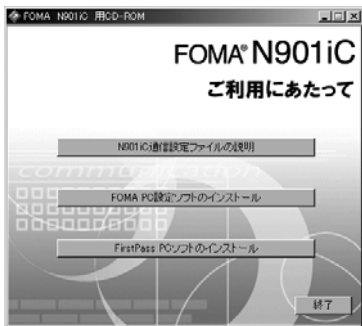 FOMA N901iC 用CD-ROM
FOMA® N901iC
ご利用にあたって
N901iC通信設定ファイルの説明
communication
FOMA PC設定ソフトのインストール
FirstPass PCソフトのインストール
終了